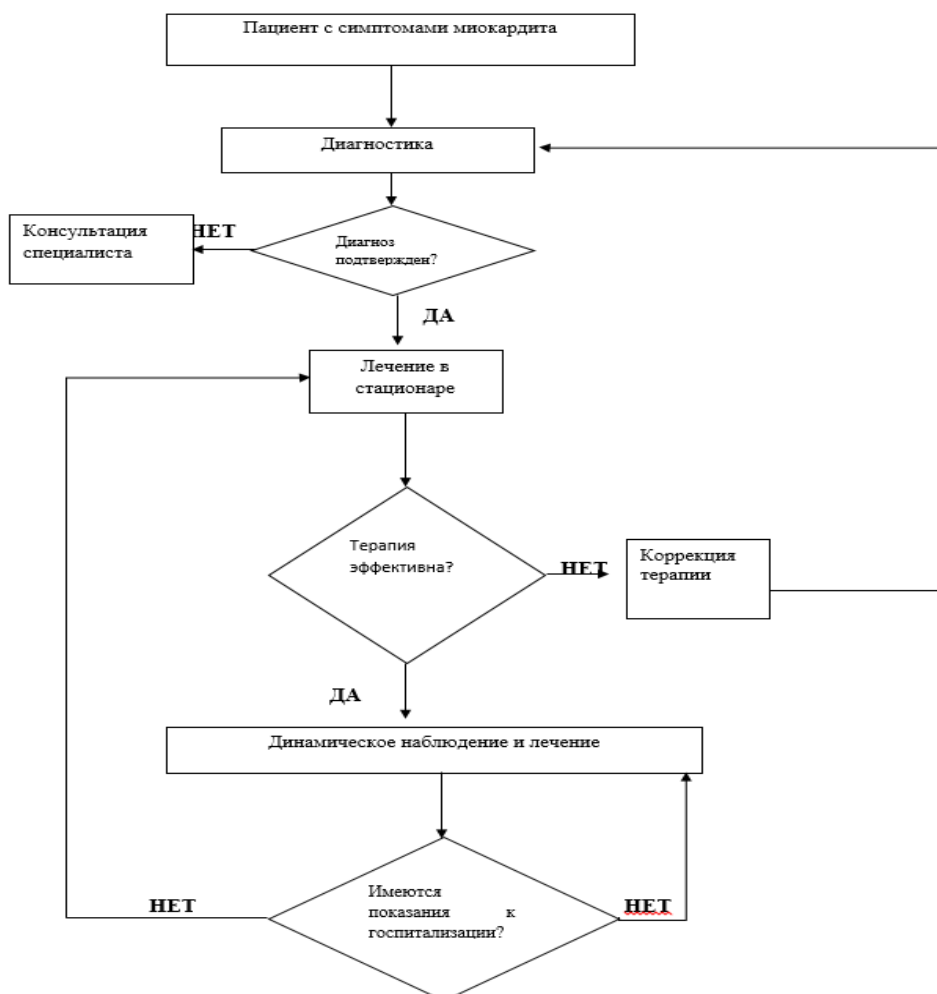 Пациент с симптомами миокардита
Диагностика
Консультация
специалиста
НЕТ
Диагноз
подтвержден?
ДА
Лечение в
стационаре
Терапия
эффективна?
НЕТ
Коррекция
терапии
ДА
Динамическое наблюдение и лечение
НЕТ
Имеются
показания к
госпитализации?
НЕТ